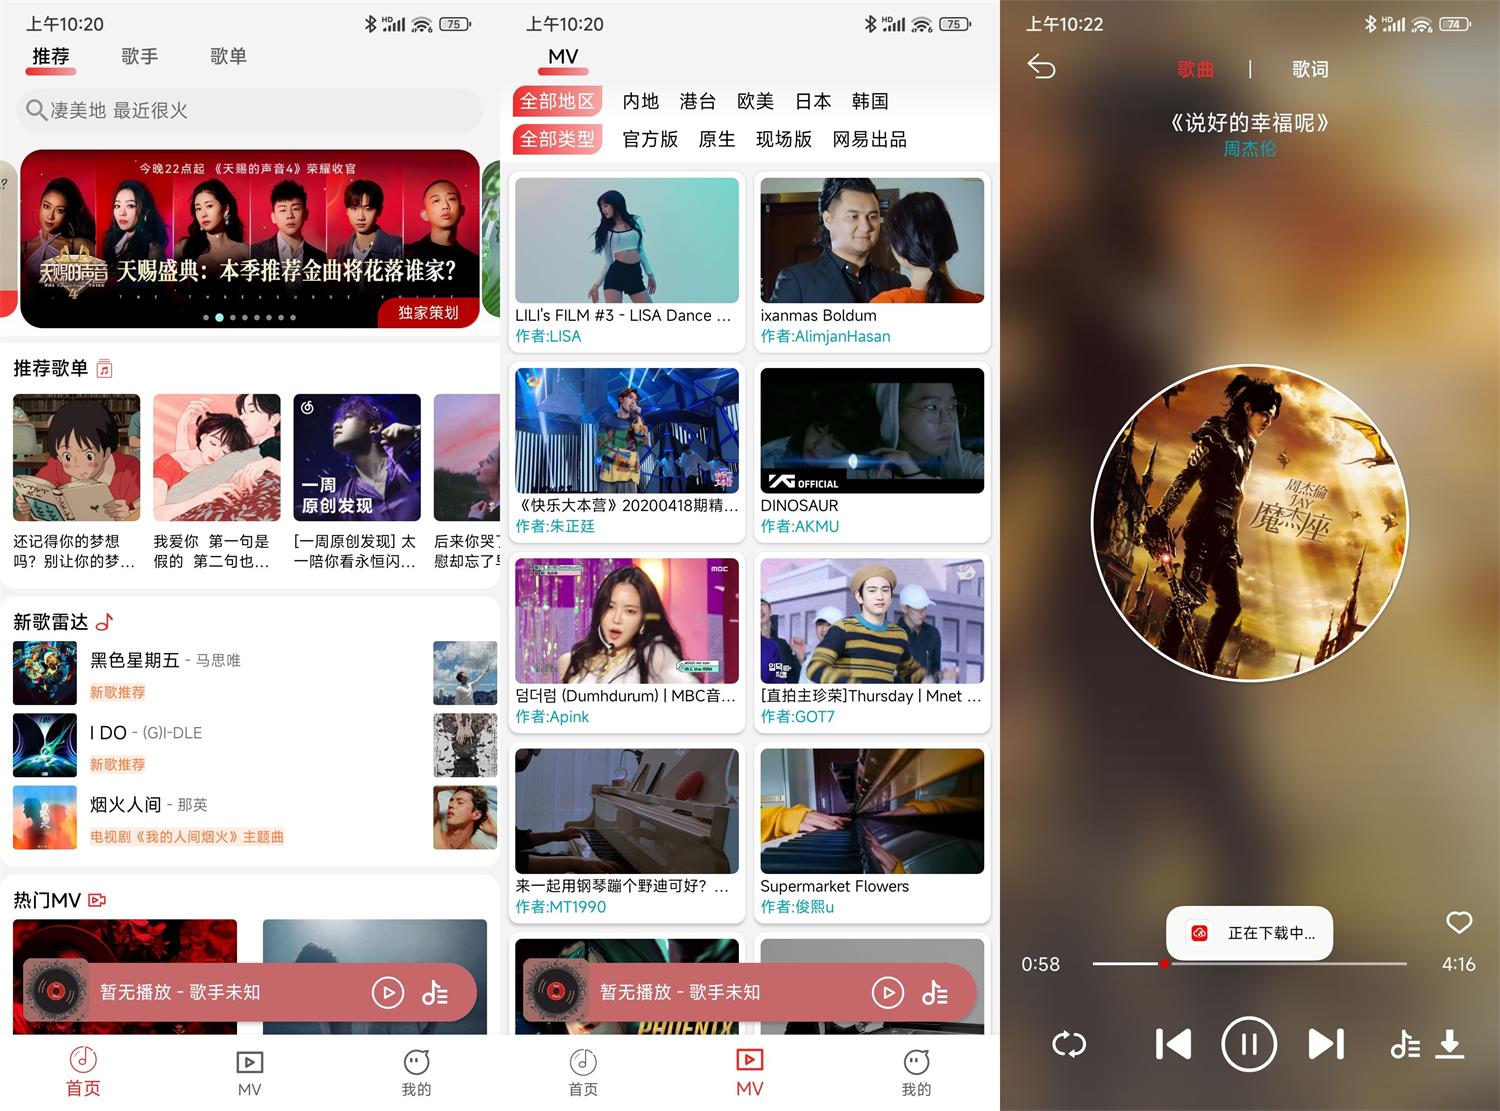 上午10:20
HD
75
推荐
歌手
歌单
凄美地 最近很火
今晚22点起 《天赐的声音4》荣耀收官
天赐的声音
4
天赐盛典：本季推荐金曲将花落谁家？
独家策划
推荐歌单
一周
原创发现
还记得你的梦想
吗？别让你的梦...
我爱你  第一句是
假的  第二句也...
[一周原创发现] 太
一陪你看永恒闪...
后来你哭了
慰却忘了
新歌雷达
黑色星期五 - 马思唯
新歌推荐
I DO - (G)I-DLE
新歌推荐
烟火人间 - 那英
电视剧《我的人间烟火》主题曲
热门MV
暂无播放 - 歌手未知
首页
MV
我的
上午10:20
HD
75
MV
全部地区
内地
港台
欧美
日本
韩国
全部类型
官方版
原生
现场版
网易出品
LILI's FILM #3 - LISA Dance ...
作者:LISA
ixanmas Boldum
作者:AlimjanHasan
《快乐大本营》20200418期精...
作者:朱正廷
YG OFFICIAL
DINOSAUR
作者:AKMU
mbc
덤더럼 (Dumhdurum) | MBC音...
作者:Apink
입덕
직캠
[直拍主珍荣]Thursday | Mnet ...
作者:GOT7
来一起用钢琴蹦个野迪可好？...
作者:MT1990
Supermarket Flowers
作者:俊熙u
PHOENIX
暂无播放 - 歌手未知
首页
MV
我的
上午10:22
HD
74
歌曲 | 歌词
《说好的幸福呢》
周杰伦
周杰倫
JAY
魔杰座
正在下载中...
0:58
4:16